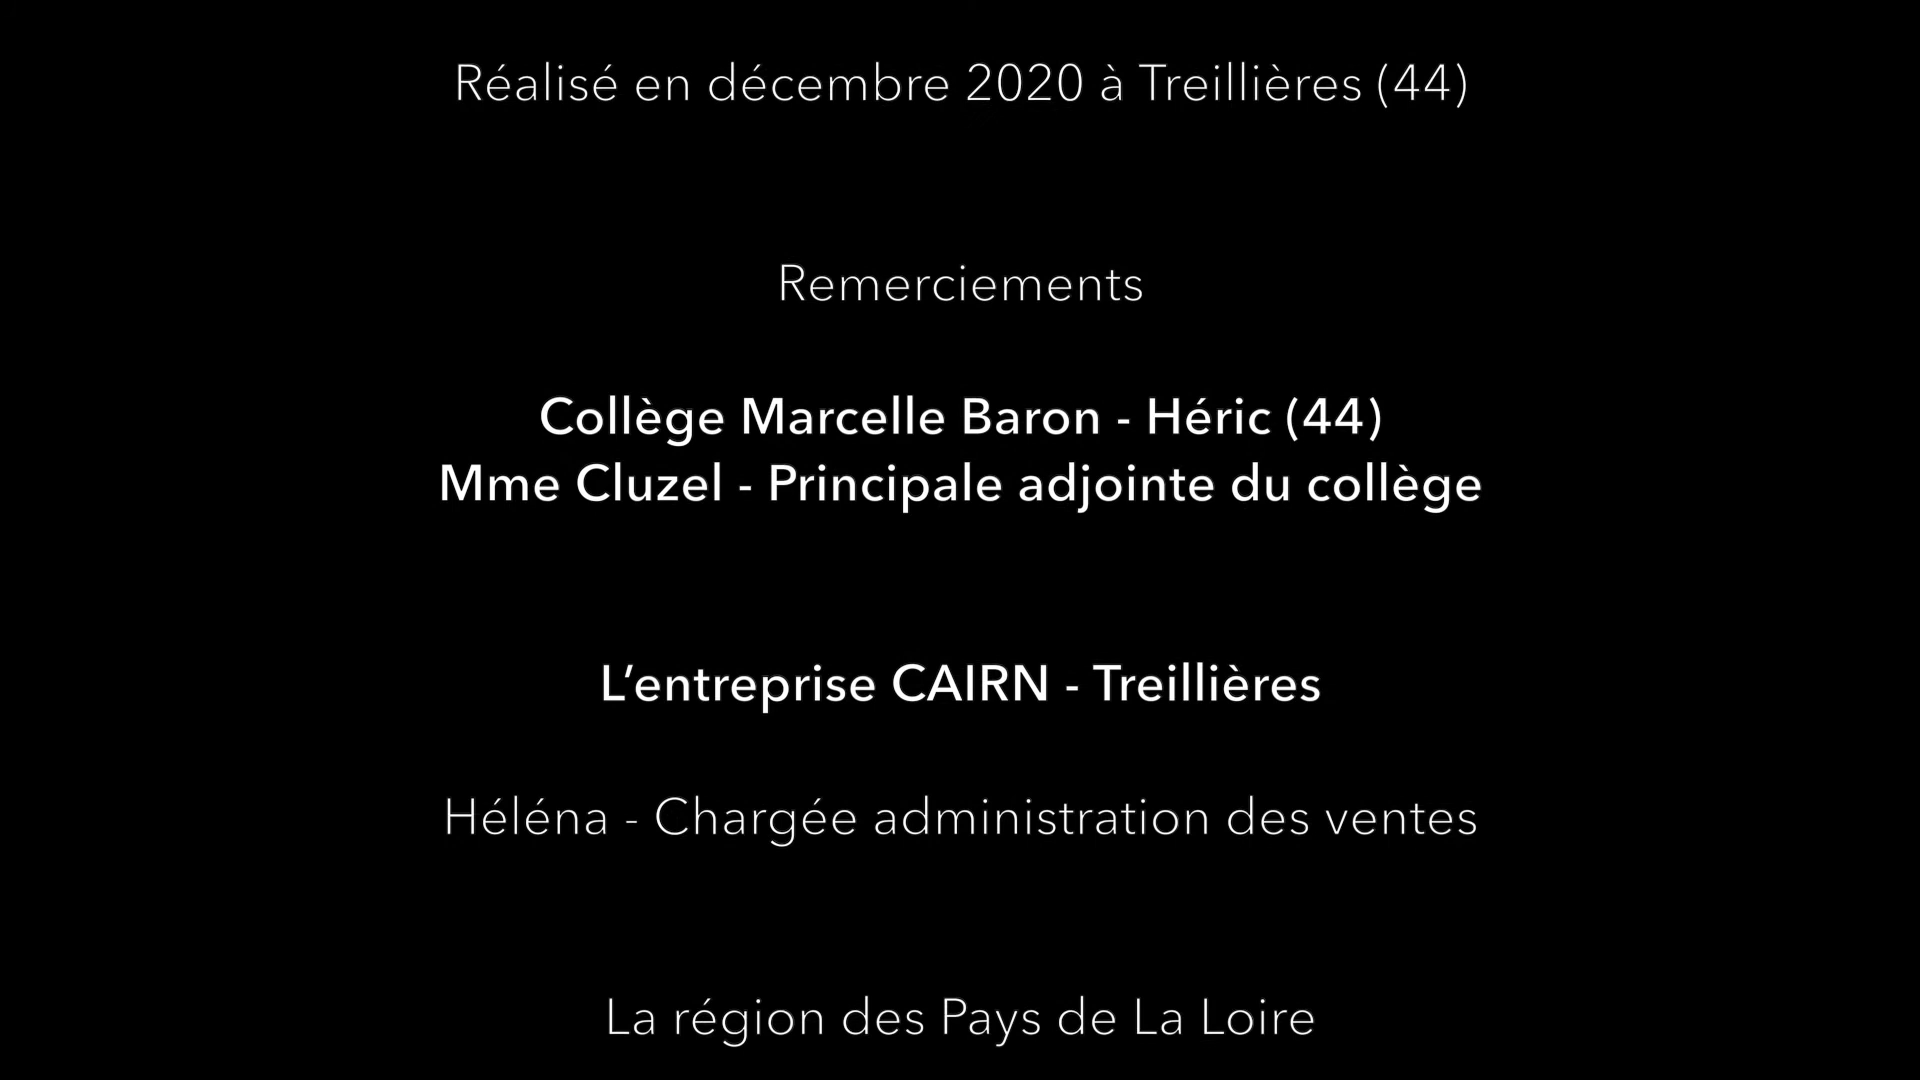 Réalisé en décembre 2020 à Treillières (44)
Remerciements
Collège Marcelle Baron - Héric (44)
Mme Cluzel - Principale adjointe du collège
L’entreprise CAIRN - Treillières
Héléna - Chargée administration des ventes
La région des Pays de La Loire